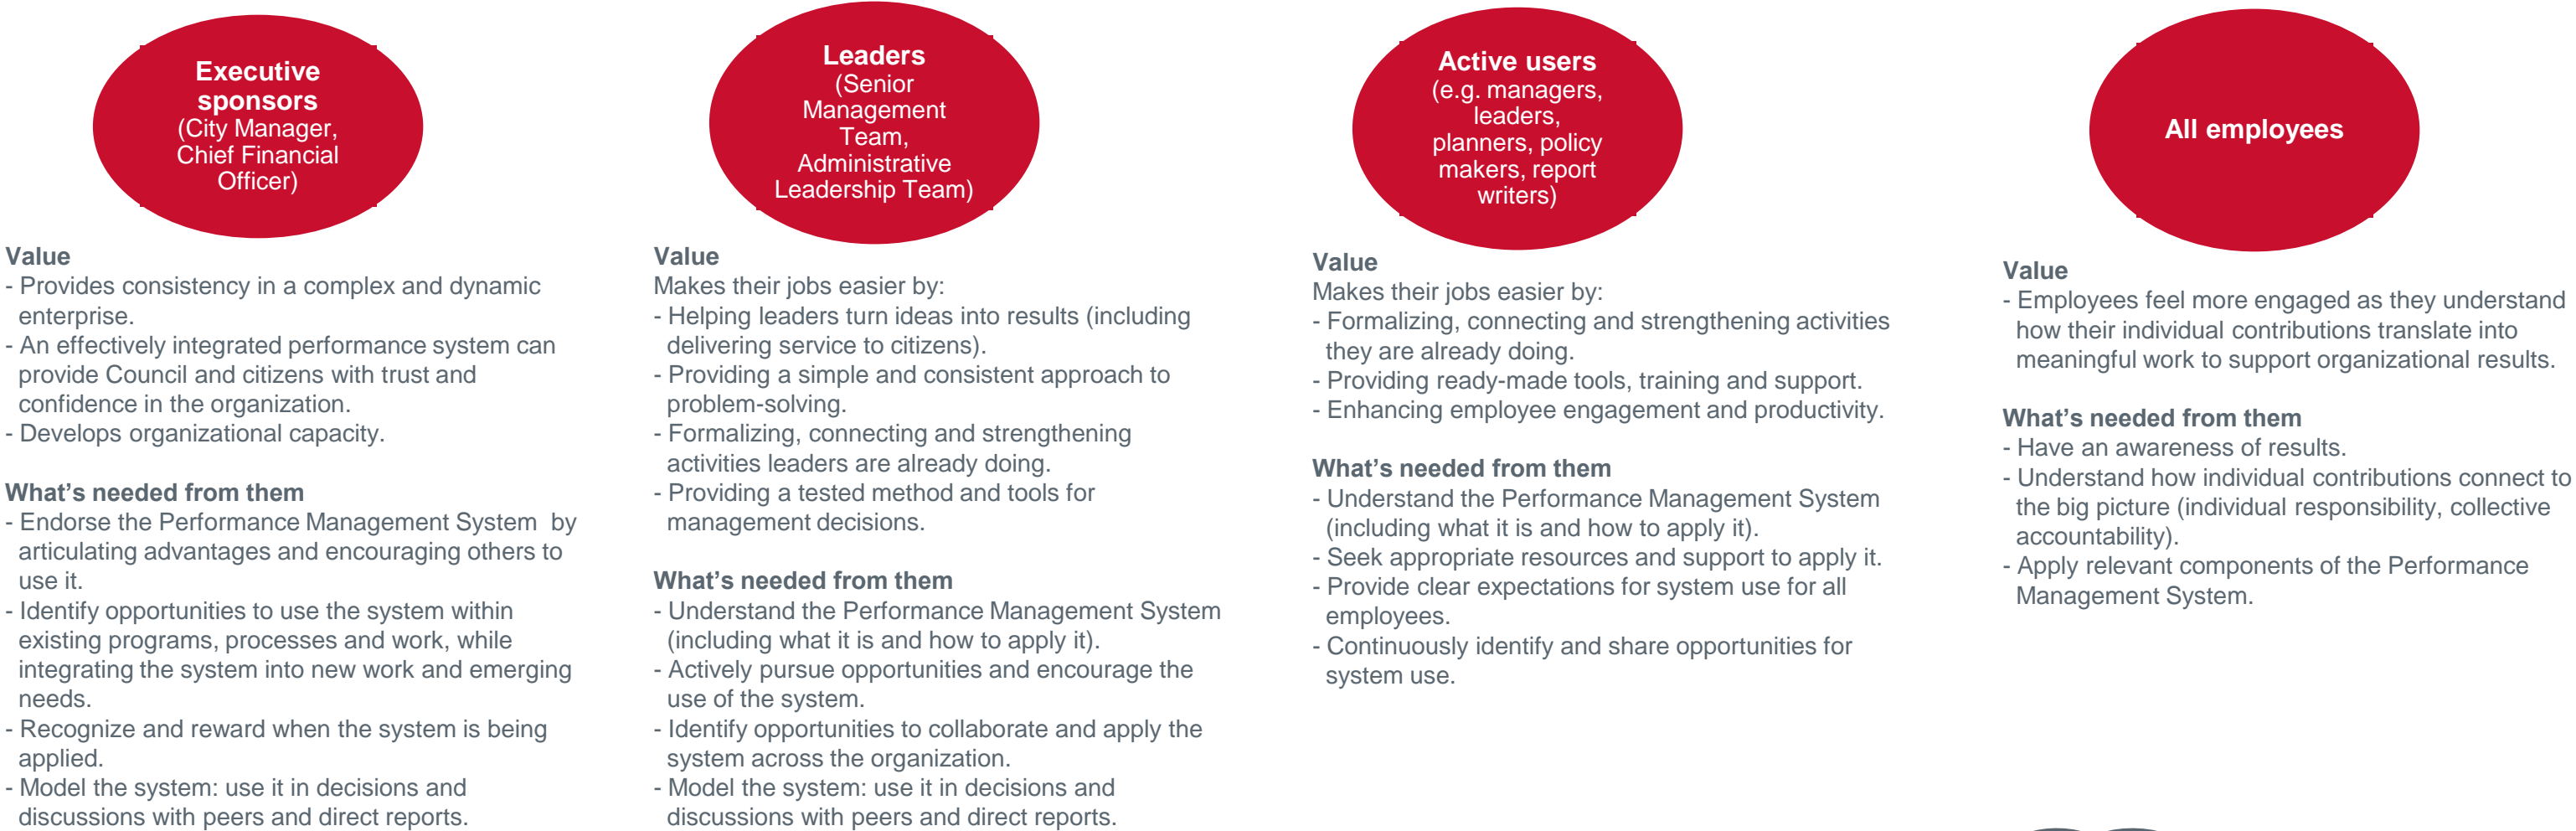 Executive
sponsors
(City Manager,
Chief Financial
Officer)
Value
- Provides consistency in a complex and dynamic
enterprise.
- An effectively integrated performance system can
provide Council and citizens with trust and
confidence in the organization.
- Develops organizational capacity.
What’s needed from them
- Endorse the Performance Management System by
articulating advantages and encouraging others to
use it.
- Identify opportunities to use the system within
existing programs, processes and work, while
integrating the system into new work and emerging
needs.
- Recognize and reward when the system is being
applied.
- Model the system: use it in decisions and
discussions with peers and direct reports.
Leaders
(Senior
Management
Team,
Administrative
Leadership Team)
Value
Makes their jobs easier by:
- Helping leaders turn ideas into results (including
delivering service to citizens).
- Providing a simple and consistent approach to
problem-solving.
- Formalizing, connecting and strengthening
activities leaders are already doing.
- Providing a tested method and tools for
management decisions.
What’s needed from them
- Understand the Performance Management System
(including what it is and how to apply it).
- Actively pursue opportunities and encourage the
use of the system.
- Identify opportunities to collaborate and apply the
system across the organization.
- Model the system: use it in decisions and
discussions with peers and direct reports.
Active users
(e.g. managers,
leaders,
planners, policy
makers, report
writers)
Value
Makes their jobs easier by:
- Formalizing, connecting and strengthening activities
they are already doing.
- Providing ready-made tools, training and support.
- Enhancing employee engagement and productivity.
What’s needed from them
- Understand the Performance Management System
(including what it is and how to apply it).
- Seek appropriate resources and support to apply it.
- Provide clear expectations for system use for all
employees.
- Continuously identify and share opportunities for
system use.
All employees
Value
- Employees feel more engaged as they understand
how their individual contributions translate into
meaningful work to support organizational results.
What’s needed from them
- Have an awareness of results.
- Understand how individual contributions connect to
the big picture (individual responsibility, collective
accountability).
- Apply relevant components of the Performance
Management System.